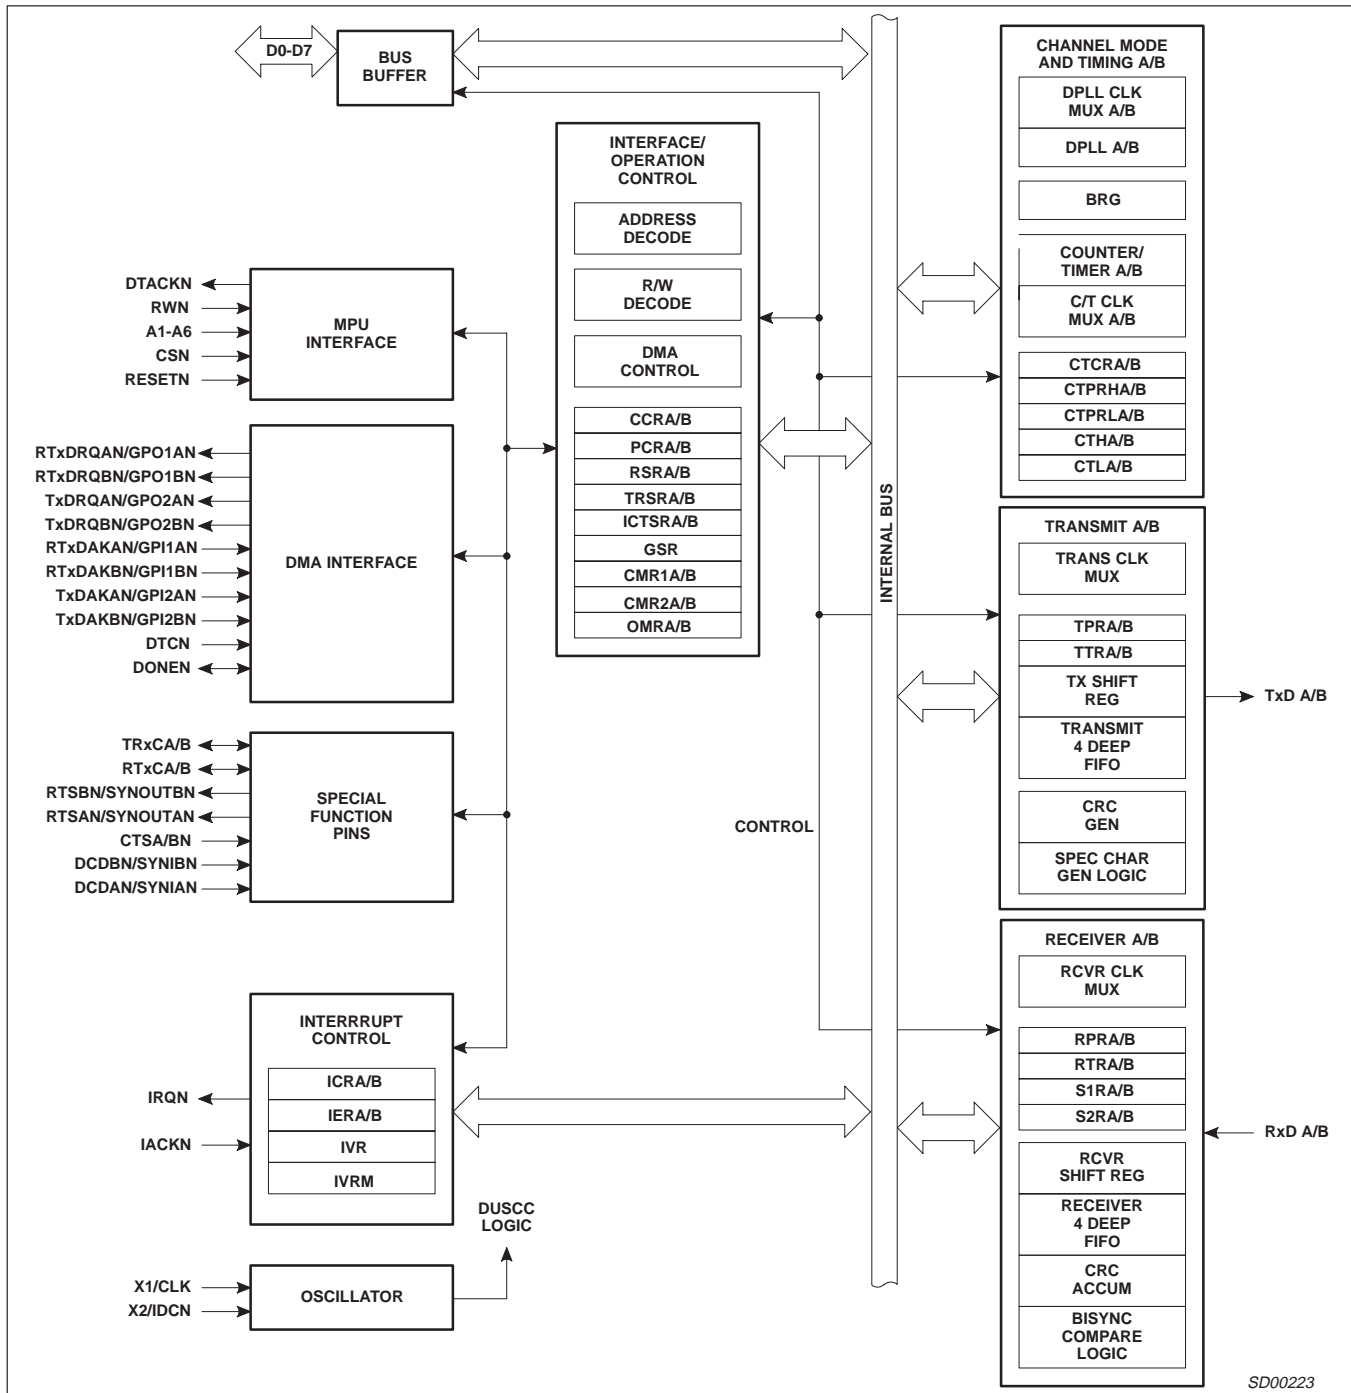 D0-D7
BUS
BUFFER
INTERFACE/
OPERATION
CONTROL
ADDRESS
DECODE
R/W
DECODE
DMA
CONTROL
CCRA/B
PCRA/B
RSRA/B
TRSRA/B
ICTSRA/B
GSR
CMR1A/B
CMR2A/B
OMRA/B
DTACKN
RWN
A1-A6
CSN
RESETN
MPU
INTERFACE
RTxDRQAN/GPO1AN
RTxDRQBN/GPO1BN
TxDRQAN/GPO2AN
TxDRQBN/GPO2BN
RTxDAKAN/GPI1AN
RTxDAKBN/GPI1BN
TxDAKAN/GPI2AN
TxDAKBN/GPI2BN
DTCN
DONEN
DMA INTERFACE
TRxCA/B
RTxCA/B
RTSBN/SYNOUTBN
RTSAN/SYNOUTAN
CTSA/BN
DCDBN/SYNIBN
DCDAN/SYNIAN
SPECIAL
FUNCTION
PINS
IRQN
IACKN
INTERRRUPT
CONTROL
ICRA/B
IERA/B
IVR
IVRM
DUSCC
LOGIC
X1/CLK
X2/IDCN
OSCILLATOR
CONTROL
INTERNAL BUS
CHANNEL MODE
AND TIMING A/B
DPLL CLK
MUX A/B
DPLL A/B
BRG
COUNTER/
TIMER A/B
C/T CLK
MUX A/B
CTCRA/B
CTPRHA/B
CTPRLA/B
CTHA/B
CTLA/B
TRANSMIT A/B
TRANS CLK
MUX
TPRA/B
TTRA/B
TX SHIFT
REG
TRANSMIT
4 DEEP
FIFO
CRC
GEN
SPEC CHAR
GEN LOGIC
TxD A/B
RECEIVER A/B
RCVR CLK
MUX
RPRA/B
RTRA/B
S1RA/B
S2RA/B
RCVR
SHIFT REG
RECEIVER
4 DEEP
FIFO
CRC
ACCUM
BISYNC
COMPARE
LOGIC
RxD A/B
SD00223